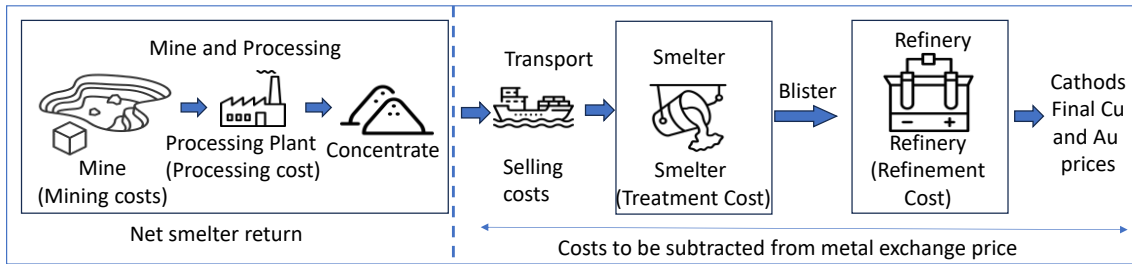 Mine and Processing
Mine
(Mining costs)
Processing Plant
(Processing cost)
Concentrate
Net smelter return
Transport
Selling
costs
Smelter
Smelter
(Treatment Cost)
Blister
Refinery
- +
Refinery
(Refinement
Cost)
Cathods
Final Cu
and Au
prices
Costs to be subtracted from metal exchange price